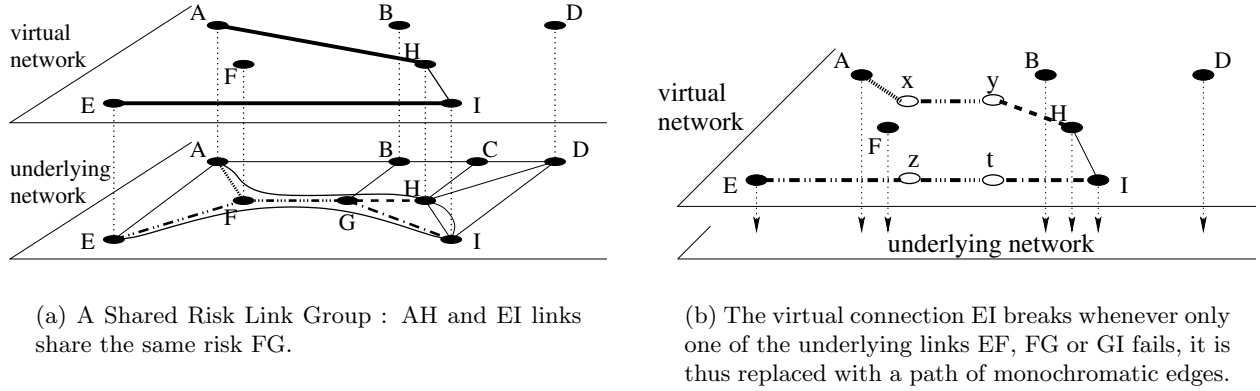 A B D
virtual
network
H
F
E I
A B C D
underlying
network
H
F G
E I
(a) A Shared Risk Link Group : AH and EI links
share the same risk FG.
A B D
x y
virtual
network
H
F
z t
E I
underlying network
(b) The virtual connection EI breaks whenever only
one of the underlying links EF, FG or GI fails, it is
thus replaced with a path of monochromatic edges.